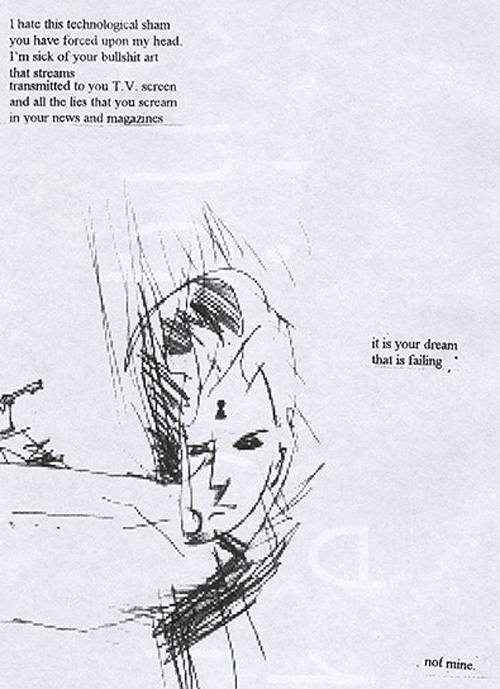 I hate this technological sham
you have forced upon my head.
I'm sick of your bullshit art
that streams
transmitted to you T.V. screen
and all the lies that you scream
in your news and magazines
it is your dream
that is failing
not mine.